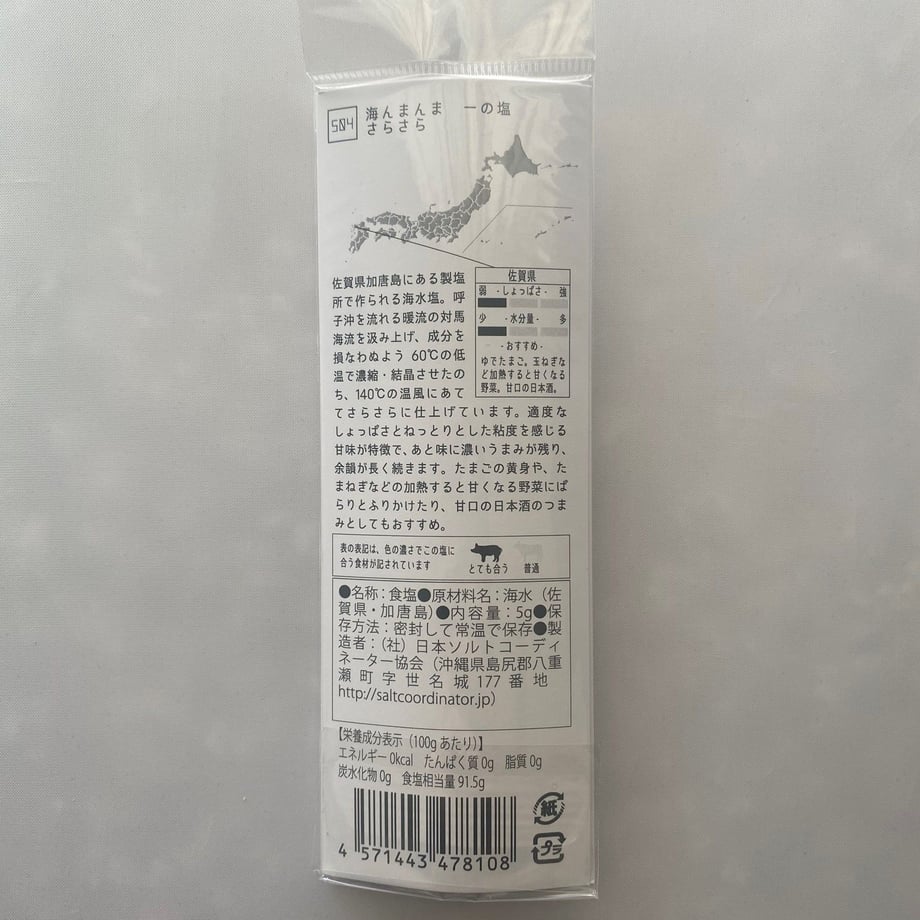 504
海んまんま　一の塩
さらさら
佐賀県加唐島にある製塩
所で作られる海水塩。呼
子沖を流れる暖流の対馬
海流を汲み上げ、成分を
損なわぬよう 60℃の低
温で濃縮・結晶させたの
ち、140℃の温風にあて
てさらさらに仕上げています。適度な
しょっぱさとねっとりとした粘度を感じる
甘味が特徴で、あと味に濃いうまみが残り、
余韻が長く続きます。たまごの黄身や、た
まねぎなどの加熱すると甘くなる野菜にぱ
らりとふりかけたり、甘口の日本酒のつま
みとしてもおすすめ。
佐賀県
弱 -しょっぱさ- 強
少 -水分量- 多
-おすすめ-
ゆでたまご。玉ねぎな
ど加熱すると甘くなる
野菜。甘口の日本酒。
表の表記は、色の濃さでこの塩に
合う食材が記されています
とても合う 普通
●名称：食塩●原材料名：海水（佐
賀県・加唐島）●内容量：5g●保
存方法：密封して常温で保存●製
造者：（社）日本ソルトコーディ
ネーター協会（沖縄県島尻郡八重
瀬町字世名城177番地
http://saltcoordinator.jp）
【栄養成分表示（100gあたり）】
エネルギー 0kcal　たんぱく質 0g　脂質 0g
炭水化物 0g　食塩相当量 91.5g
4 571443 478108
紙
プラ